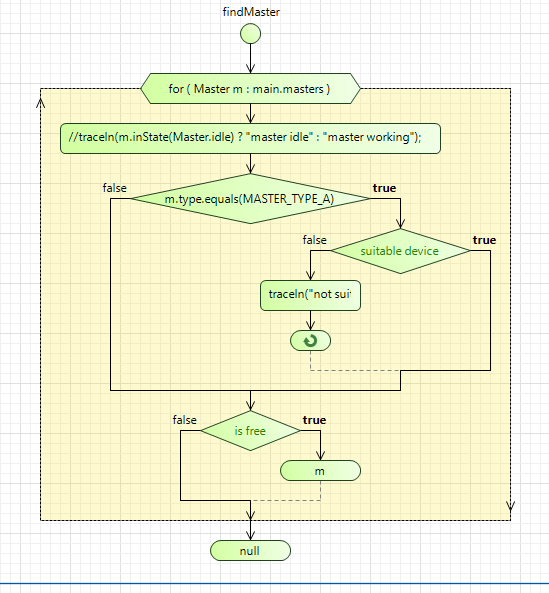 findMaster
for ( Master m : main.masters )
//traceln(m.inState(Master.idle) ? "master idle" : "master working");
false
true
m.type.equals(MASTER_TYPE_A)
false
true
suitable device
traceln("not sui
false
true
is free
m
null